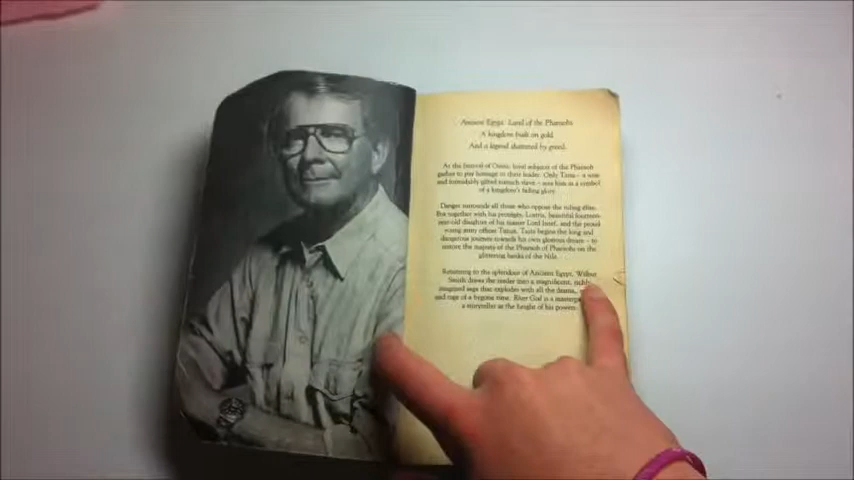 Ancient Egypt. Land of the Pharaohs.
A kingdom built on gold.
And a legend shattered by greed.
At the festival of Osiris, loyal subjects of the Pharaoh
gather to pay homage to their leader. Only Taita – a wise
and formidably gifted eunuch slave – sees him as a symbol
of a kingdom's fading glory.
Danger surrounds all those who oppose the ruling élite.
But together with his protégée, Lostris, beautiful fourteen-
year-old daughter of his master Lord Intef, and the proud
young army officer Tanus, Taita begins the long and
dangerous journey towards his own glorious dream – to
restore the majesty of the Pharaoh of Pharaohs on the
glittering banks of the Nile.
Returning to the splendour of Ancient Egypt, Wilbur
Smith draws the reader into a magnificent, richly
imagined saga that explodes with all the drama,
and rage of a bygone time. River God is a
a storyteller at the height of his powers.